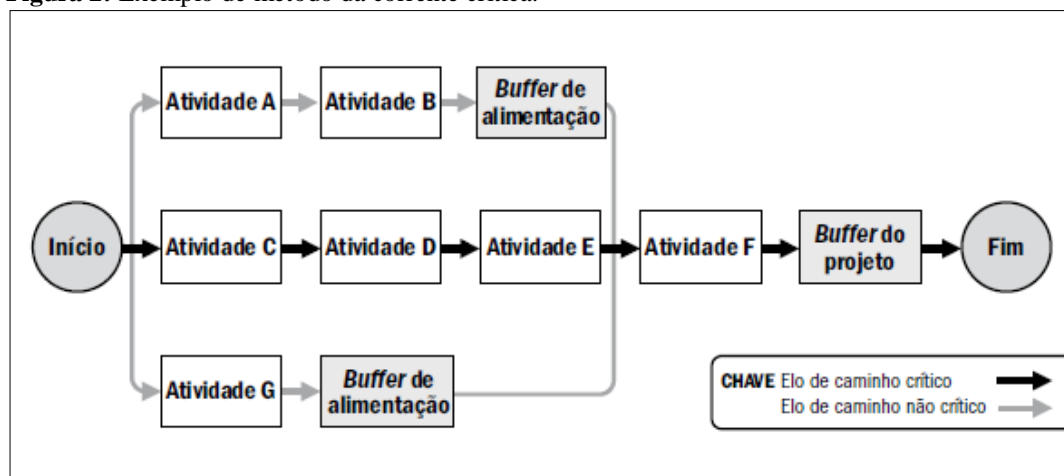 Figura 2. Exemplo de método da corrente crítica.
Atividade A
Atividade B
Buffer de
alimentação
Início
Atividade C
Atividade D
Atividade E
Atividade F
Buffer do
projeto
Fim
Atividade G
Buffer de
alimentação
CHAVE Elo de caminho crítico
Elo de caminho não crítico